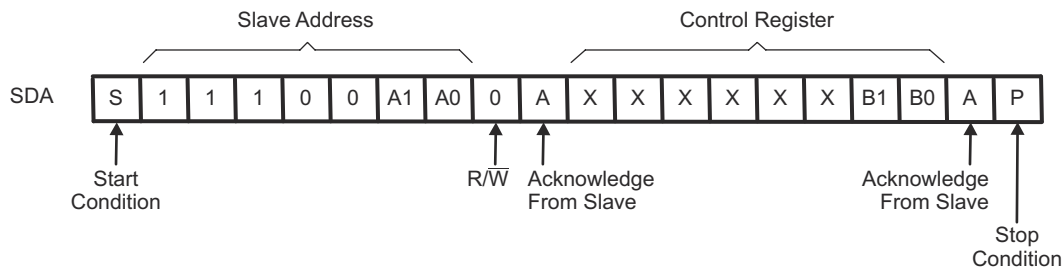 Slave Address Control Register
SDA S 1 1 1 0 0 A1 A0 0 A X X X X X X B1 B0 A P
Start
Condition
R/W̅
Acknowledge
From Slave
Acknowledge
From Slave
Stop
Condition